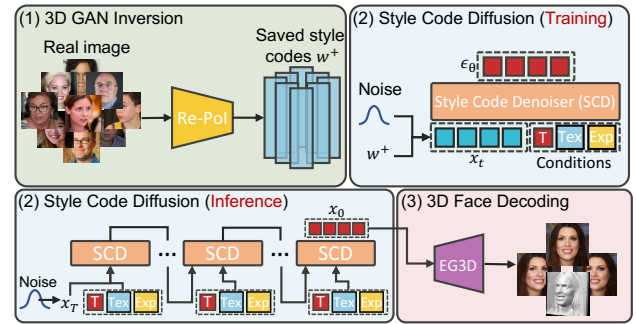 (1) 3D GAN Inversion
Real image
Saved style
codes w⁺
Re-PoI
(2) Style Code Diffusion (Training)
ϵθ
Noise
Style Code Denoiser (SCD)
w⁺
T Tex Exp
xt
Conditions
(2) Style Code Diffusion (Inference)
x0
SCD ... SCD ... SCD
Noise
xT
T Tex Exp
T Tex Exp
T Tex Exp
(3) 3D Face Decoding
EG3D